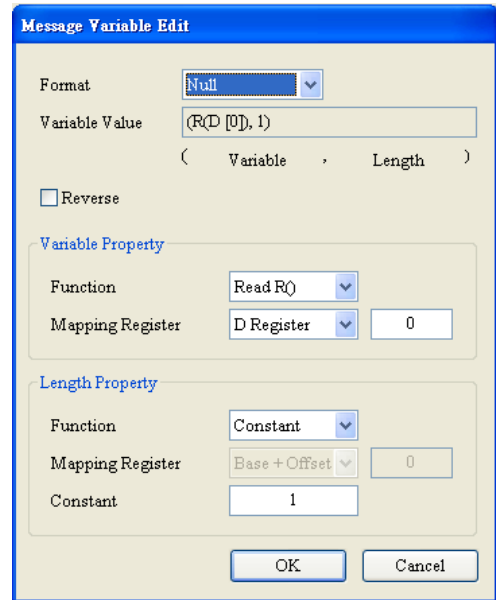 Message Variable Edit
Format Null
Variable Value (R(D [0]), 1)
( Variable , Length )
Reverse
Variable Property
Function Read R()
Mapping Register D Register 0
Length Property
Function Constant
Mapping Register Base + Offset 0
Constant 1
OK Cancel